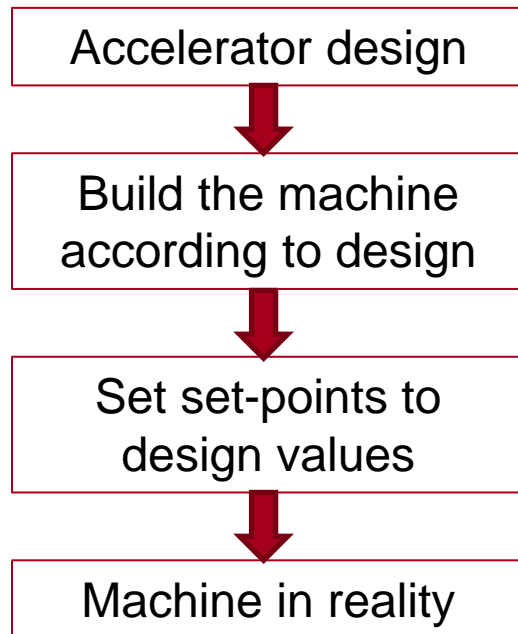 Accelerator design
Build the machine
according to design
Set set-points to
design values
Machine in reality